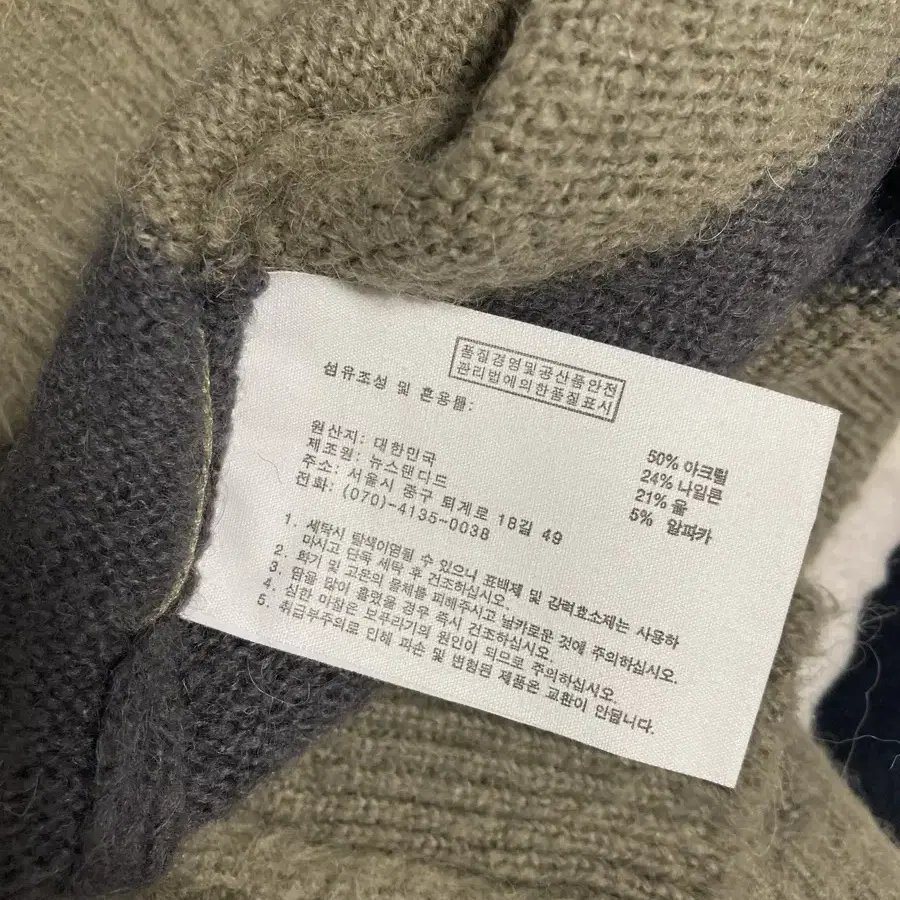 품질경영및공산품안전
관리법에의한품질표시
섬유조성 및 혼용률:
50% 아크릴
24% 나일론
21% 울
5% 알파카
원산지: 대한민국
제조원: 뉴스탠다드
주소: 서울시 중구 퇴계로 18길 49
전화: (070)-4135-0038
1. 세탁시 탈색이염될 수 있으니 표백제 및 강력효소제는 사용하
마시고 단독 세탁 후 건조하십시오.
2. 화기 및 고온의 물체를 피해주시고 날카로운 것에 주의하십시오.
3. 땀을 많이 흘렸을 경우 즉시 건조하십시오.
4. 심한 마찰은 보푸라기의 원인이 되므로 주의하십시오.
5. 취급부주의로 인해 파손 및 변형된 제품은 교환이 안됩니다.